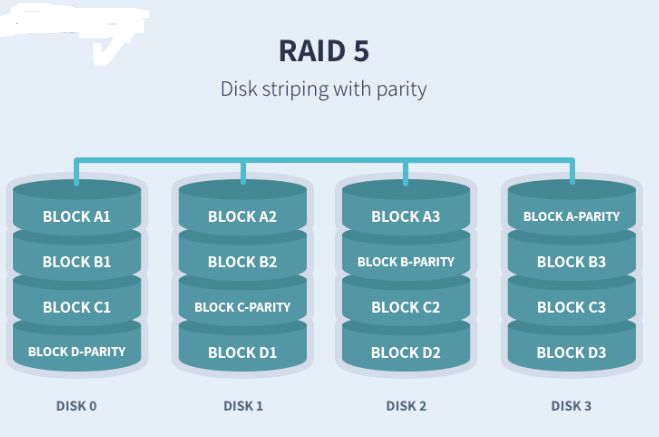 RAID 5
Disk striping with parity
BLOCK A1
BLOCK B1
BLOCK C1
BLOCK D-PARITY
DISK 0
BLOCK A2
BLOCK B2
BLOCK C-PARITY
BLOCK D1
DISK 1
BLOCK A3
BLOCK B-PARITY
BLOCK C2
BLOCK D2
DISK 2
BLOCK A-PARITY
BLOCK B3
BLOCK C3
BLOCK D3
DISK 3